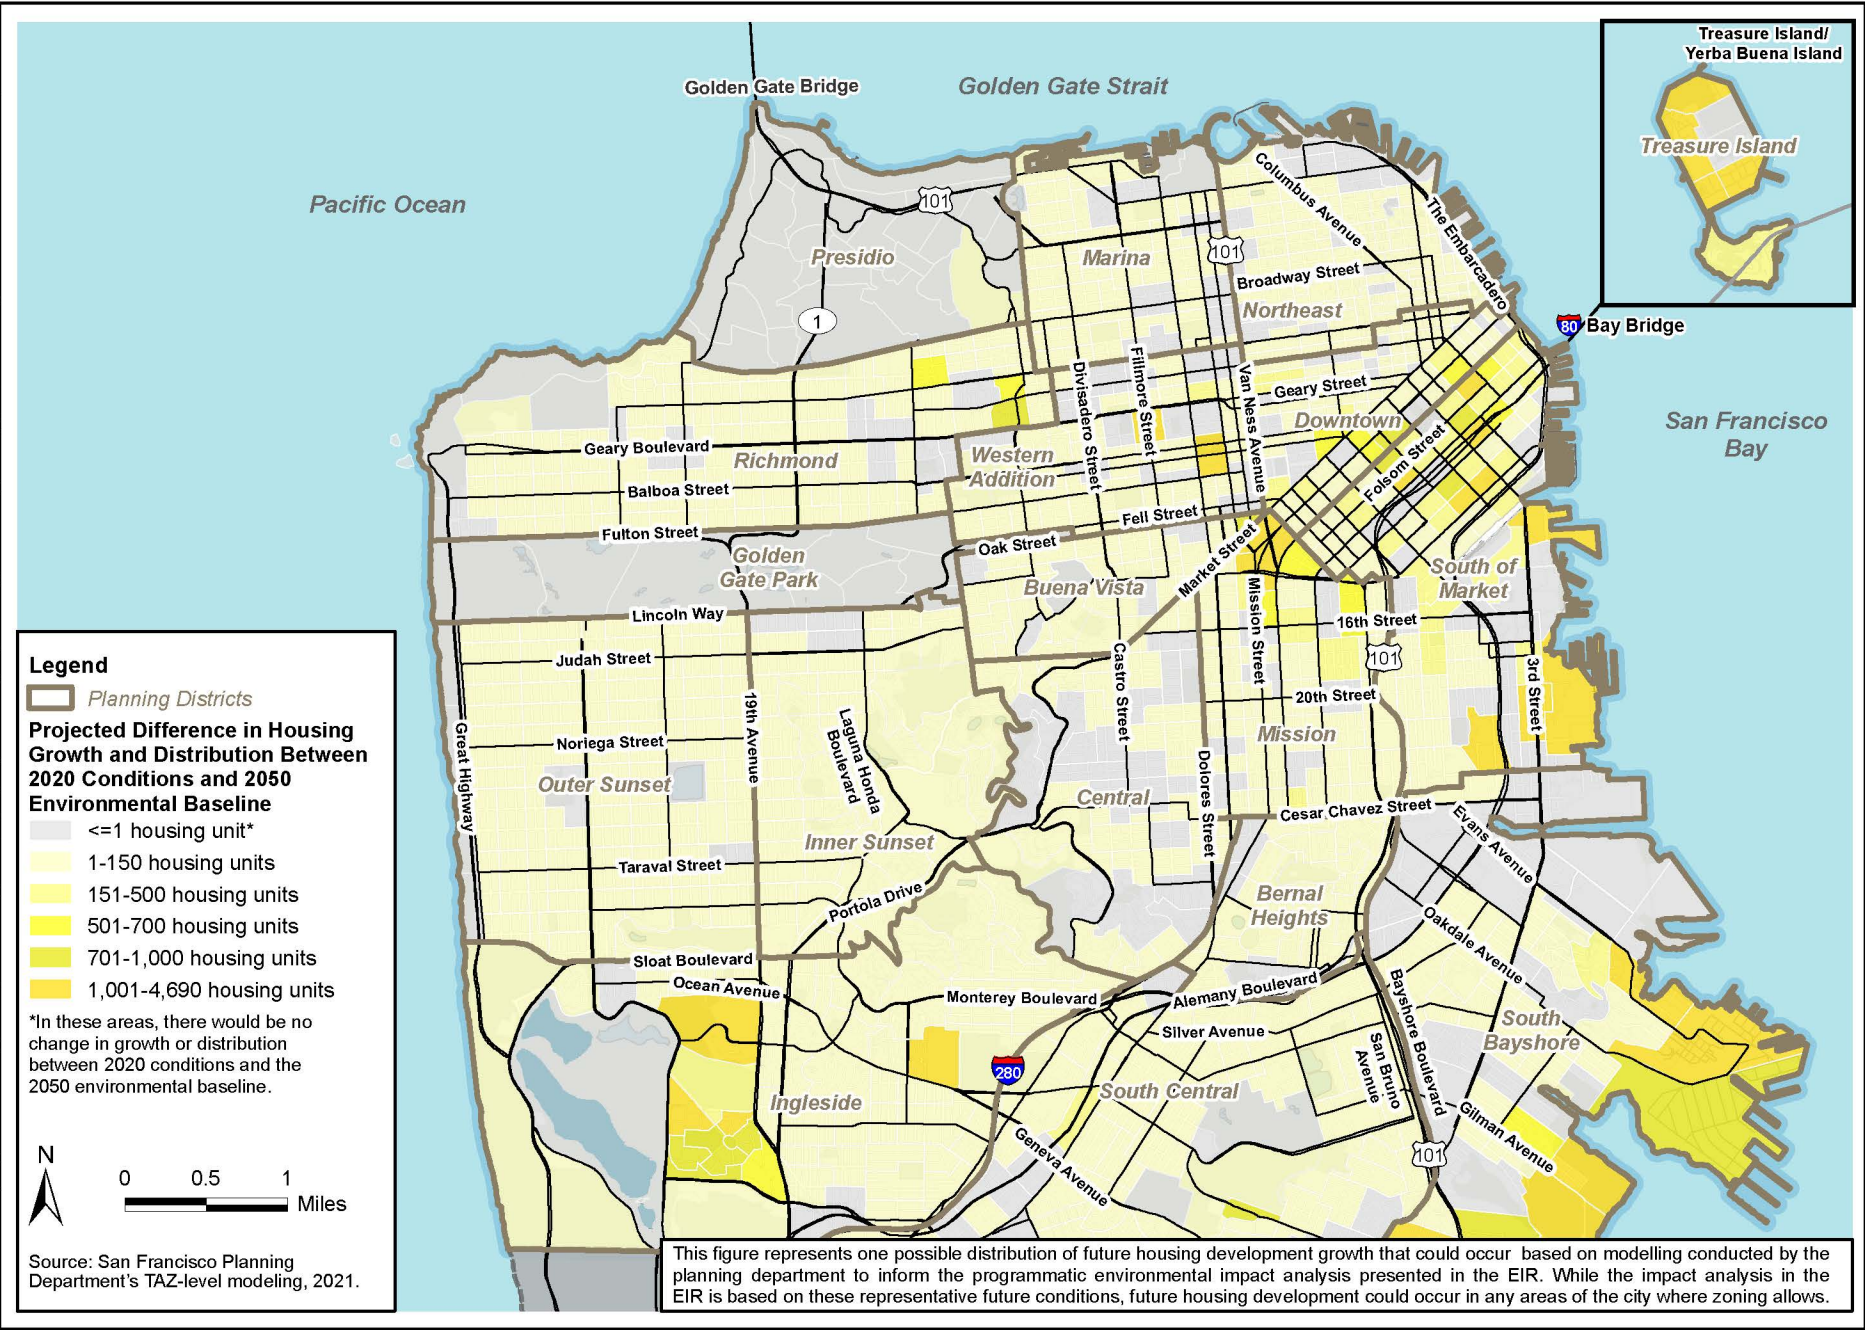 Treasure Island/
Yerba Buena Island
Treasure Island
Golden Gate Bridge
Golden Gate Strait
Pacific Ocean
101
Columbus Avenue
The Embarcadero
Presidio
Marina
101
Broadway Street
Northeast
1
80
Bay Bridge
Divisadero Street
Fillmore Street
Van Ness Avenue
Geary Street
Downtown
San Francisco
Bay
Geary Boulevard
Richmond
Western
Addition
Folsom Street
Balboa Street
Fell Street
Fulton Street
Oak Street
Market Street
Golden
Gate Park
Buena Vista
South of
Market
Lincoln Way
Mission Street
16th Street
Judah Street
Castro Street
101
3rd Street
19th Avenue
20th Street
Laguna Honda
Boulevard
Great Highway
Noriega Street
Mission
Outer Sunset
Dolores Street
Central
Cesar Chavez Street
Evans Avenue
Inner Sunset
Taraval Street
Portola Drive
Bernal
Heights
Oakdale Avenue
Sloat Boulevard
Ocean Avenue
Monterey Boulevard
Alemany Boulevard
Bayshore Boulevard
Silver Avenue
South
Bayshore
San Bruno
Avenue
280
Ingleside
South Central
Geneva Avenue
Gilman Avenue
101
Legend
Planning Districts
Projected Difference in Housing
Growth and Distribution Between
2020 Conditions and 2050
Environmental Baseline
<=1 housing unit*
1-150 housing units
151-500 housing units
501-700 housing units
701-1,000 housing units
1,001-4,690 housing units
*In these areas, there would be no
change in growth or distribution
between 2020 conditions and the
2050 environmental baseline.
N
0 0.5 1
Miles
Source: San Francisco Planning
Department's TAZ-level modeling, 2021.
This figure represents one possible distribution of future housing development growth that could occur based on modelling conducted by the
planning department to inform the programmatic environmental impact analysis presented in the EIR. While the impact analysis in the
EIR is based on these representative future conditions, future housing development could occur in any areas of the city where zoning allows.